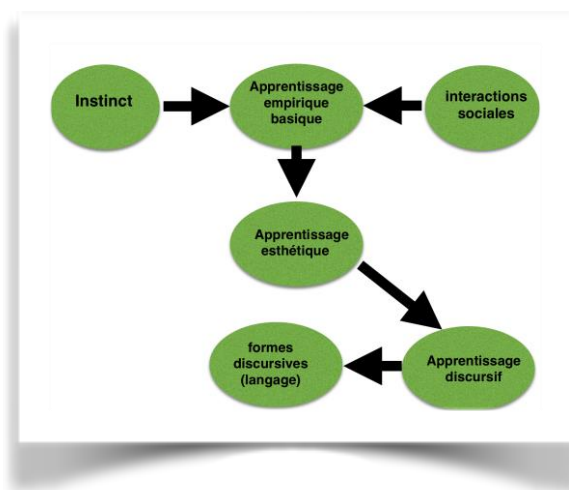 Instinct
Apprentissage
empirique
basique
interactions
sociales
Apprentissage
esthétique
formes
discursives
(langage)
Apprentissage
discursif